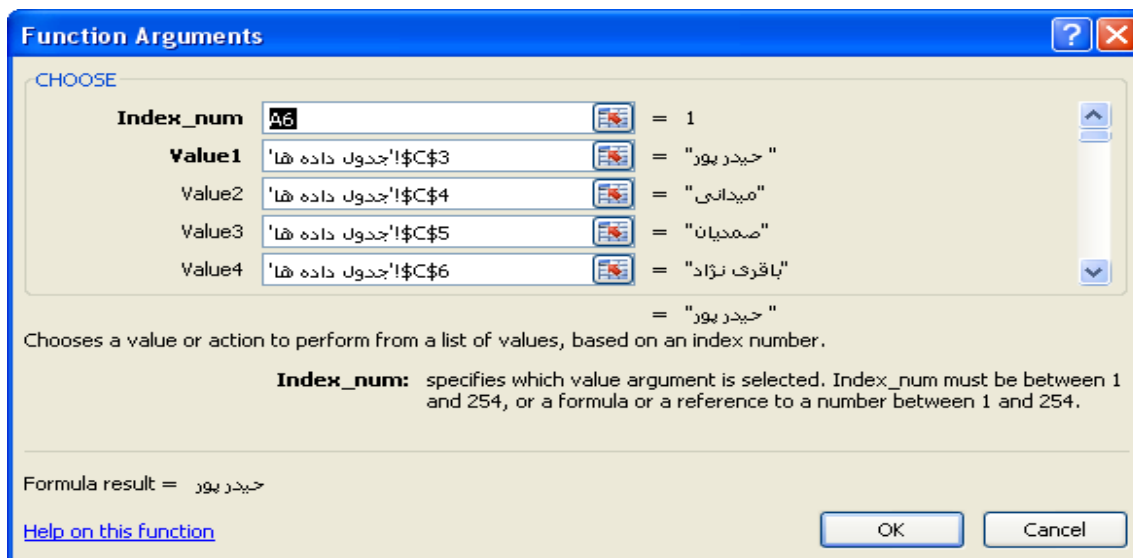 Function Arguments
CHOOSE
Index_num A6 = 1
Value1 'جدول داده ها'!$C$3 = "حیدر پور "
Value2 'جدول داده ها'!$C$4 = "میدانی"
Value3 'جدول داده ها'!$C$5 = "صمدیان"
Value4 'جدول داده ها'!$C$6 = "باقری نژاد"
= "حیدر پور "
Chooses a value or action to perform from a list of values, based on an index number.
Index_num: specifies which value argument is selected. Index_num must be between 1
and 254, or a formula or a reference to a number between 1 and 254.
Formula result = حیدر پور
Help on this function OK Cancel